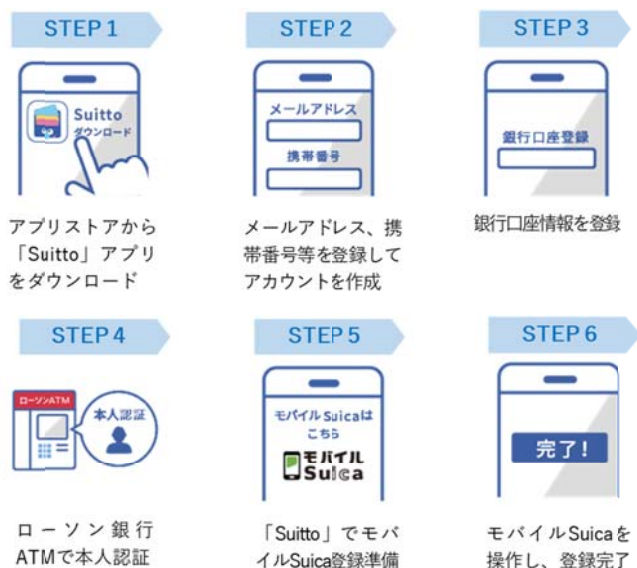 STEP 1
STEP 2
STEP 3
Suitto
ダウンロード
メールアドレス
携帯番号
銀行口座登録
アプリストアから
「Suitto」アプリ
をダウンロード
メールアドレス、携
帯番号等を登録して
アカウントを作成
銀行口座情報を登録
STEP 4
STEP 5
STEP 6
ローソンATM
本人認証
モバイルSuicaは
こちら
モバイル
Suica
完了!
ローソン銀行
ATMで本人認証
「Suitto」でモバ
イルSuica登録準備
モバイルSuicaを
操作し、登録完了